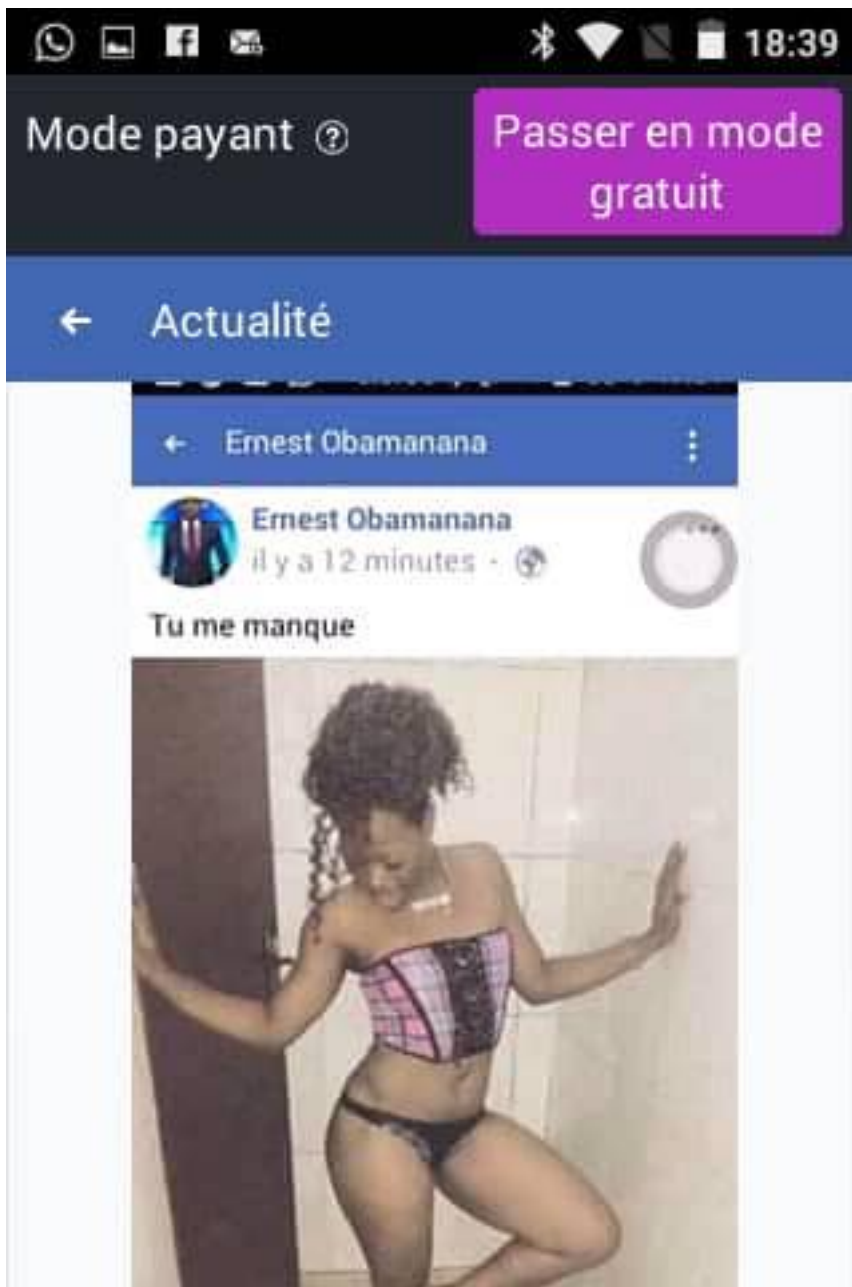 18:39
Mode payant ?
Passer en mode
gratuit
Actualité
Ernest Obamanana
Ernest Obamanana
il y a 12 minutes ·
Tu me manque